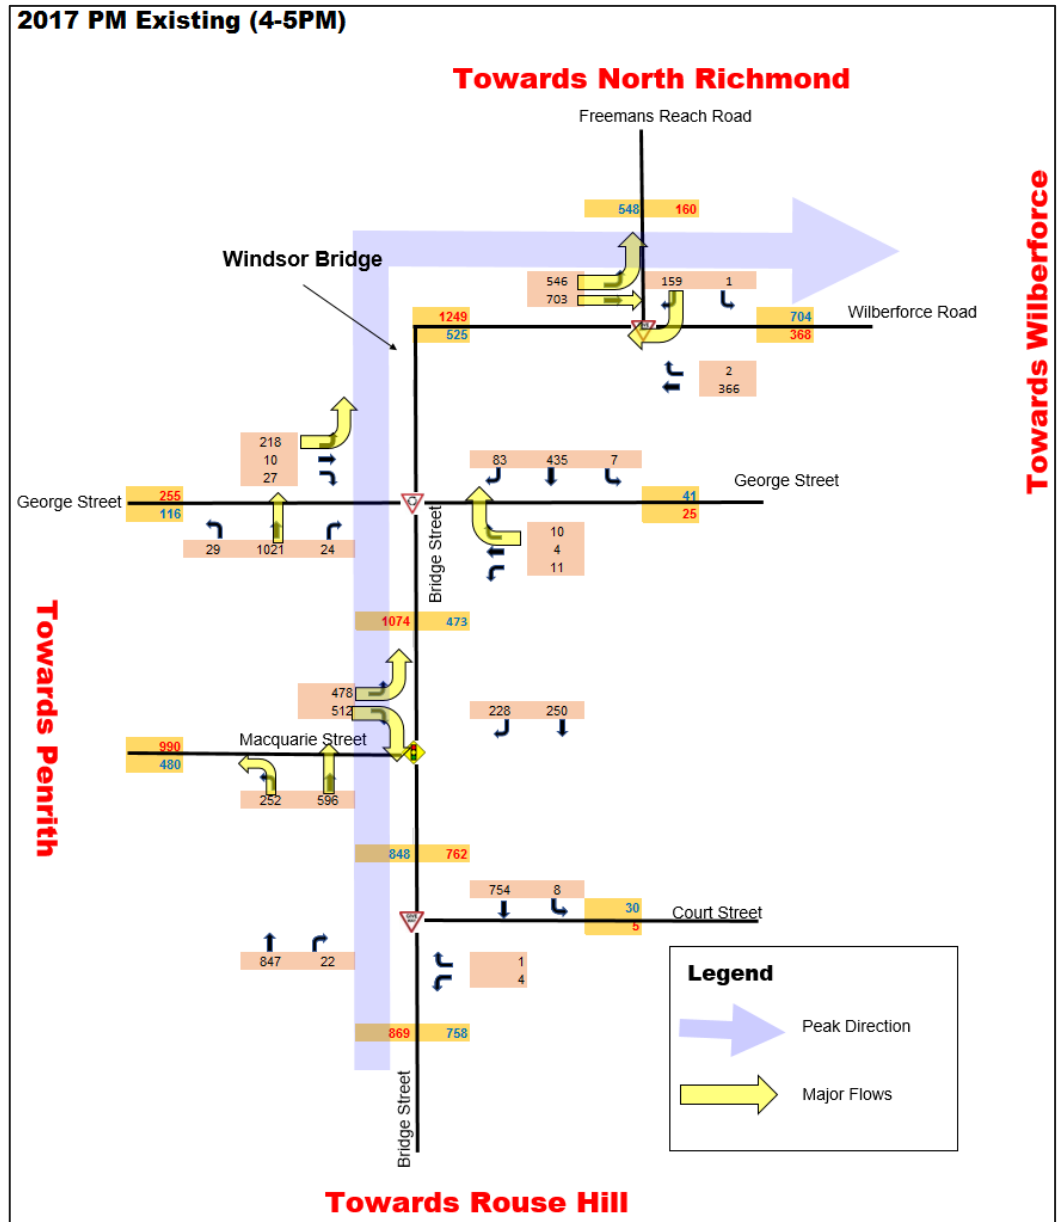 2017 PM Existing (4-5PM)
Towards North Richmond
Freemans Reach Road
Towards Wilberforce
548 160
Windsor Bridge
546
703
159 1
Wilberforce Road
1249
525
704
368
2
366
218
10
27
83 435 7
George Street
255
116
George Street
41
25
29 1021 24
Bridge Street
10
4
11
Towards Penrith
1074 473
478
512
228 250
Macquarie Street
990
480
252 596
848 762
754 8
30
5
Court Street
847 22
1
4
Legend
Peak Direction
Major Flows
869 758
Bridge Street
Towards Rouse Hill